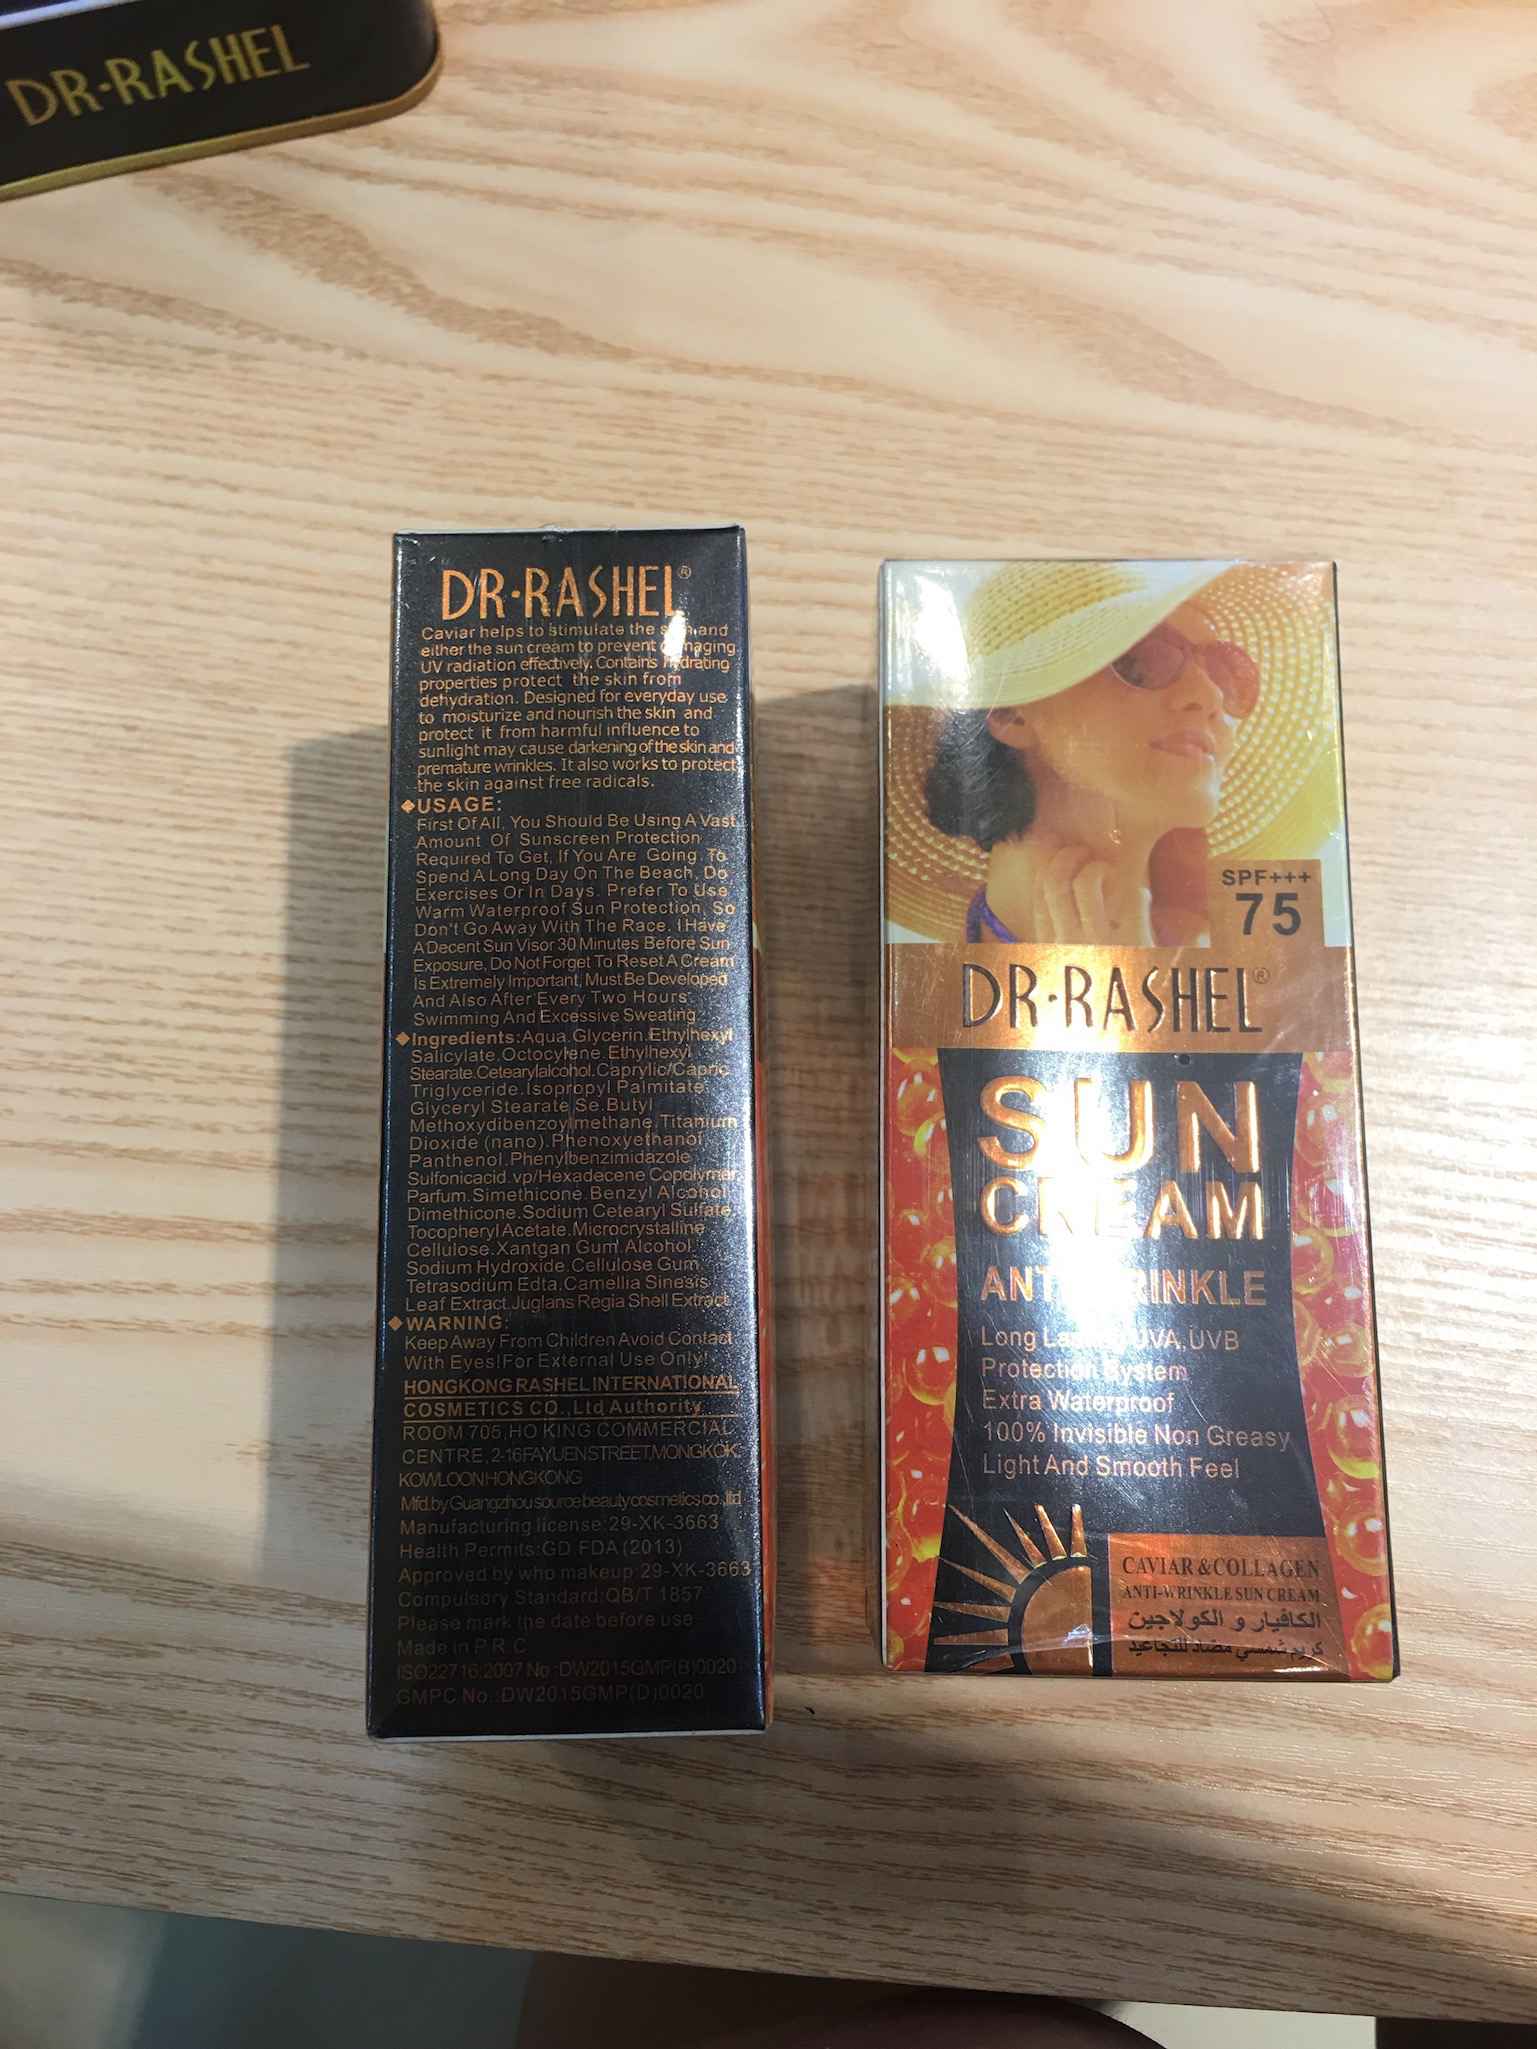 DR·RASHEL
DR·RASHEL®
Caviar helps to stimulate the skin and
either the sun cream to prevent damaging
UV radiation effectively. Contains hydrating
properties protect the skin from
dehydration. Designed for everyday use
to moisturize and nourish the skin and
protect it from harmful influence to
sunlight may cause darkening of the skin and
premature wrinkles. It also works to protect
the skin against free radicals.
◆USAGE:
First Of All, You Should Be Using A Vast
Amount Of Sunscreen Protection
Required To Get, If You Are Going To
Spend A Long Day On The Beach, Do
Exercises Or In Days. Prefer To Use
Warm Waterproof Sun Protection, So
Don't Go Away With The Race. I Have
A Decent Sun Visor 30 Minutes Before Sun
Exposure, Do Not Forget To Reset A Cream
Is Extremely Important, Must Be Developed
And Also After Every Two Hours
Swimming And Excessive Sweating
◆Ingredients:Aqua.Glycerin.Ethylhexyl
Salicylate.Octocylene.Ethylhexyl
Stearate.Cetearylalcohol.Caprylic/Capric
Triglyceride.Isopropyl Palmitate.
Glyceryl Stearate Se.Butyl
Methoxydibenzoylmethane.Titanium
Dioxide (nano).Phenoxyethanol
Panthenol.Phenylbenzimidazole
Sulfonicacid.vp/Hexadecene Copolymer
Parfum.Simethicone.Benzyl Alcohol
Dimethicone.Sodium Cetearyl Sulfate
Tocopheryl Acetate.Microcrystalline
Cellulose.Xantgan Gum.Alcohol.
Sodium Hydroxide.Cellulose Gum.
Tetrasodium Edta.Camellia Sinesis
Leaf Extract.Juglans Regia Shell Extract
◆WARNING:
Keep Away From Children Avoid Contact
With Eyes!For External Use Only!
HONGKONG RASHEL INTERNATIONAL
COSMETICS CO.,Ltd Authority
ROOM 705,HO KING COMMERCIAL
CENTRE,2-16FAYUENSTREET,MONGKOK
KOWLOONHONGKONG
Mfd.by Guangzhou source beauty cosmetics co.,ltd
Manufacturing license:29-XK-3663
Health Permits:GD FDA (2013)
Approved by who makeup:29-XK-3663
Compulsory Standard:QB/T 1857
Please mark the date before use
Made in P.R.C
ISO22716:2007 No.:DW2015GMP(B)0020
GMPC No.:DW2015GMP(D)0020
SPF+++
75
DR·RASHEL®
SUN
CREAM
ANTI-WRINKLE
Long Lasting UVA,UVB
Protection System
Extra Waterproof
100% Invisible Non Greasy
Light And Smooth Feel
CAVIAR & COLLAGEN
ANTI-WRINKLE SUN CREAM
الكافيار و الكولاجين
كريم شمسي مضاد للتجاعيد